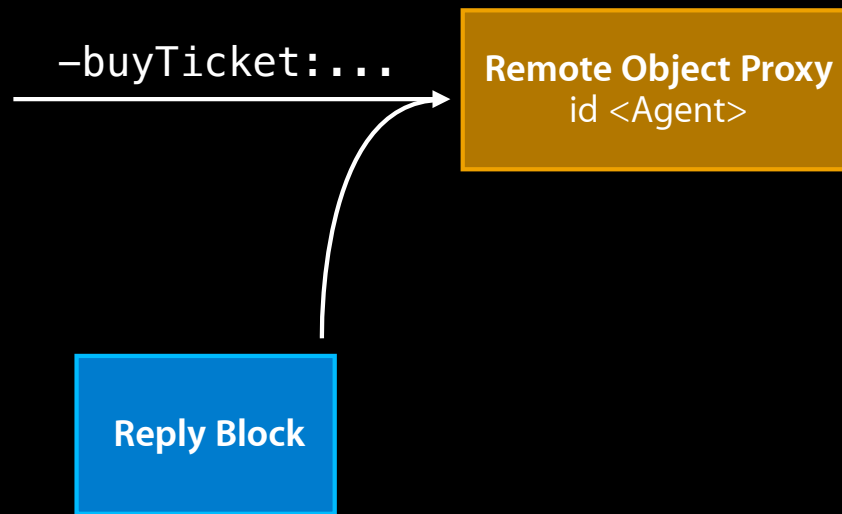 -buyTicket:...
Remote Object Proxy
id <Agent>
Reply Block